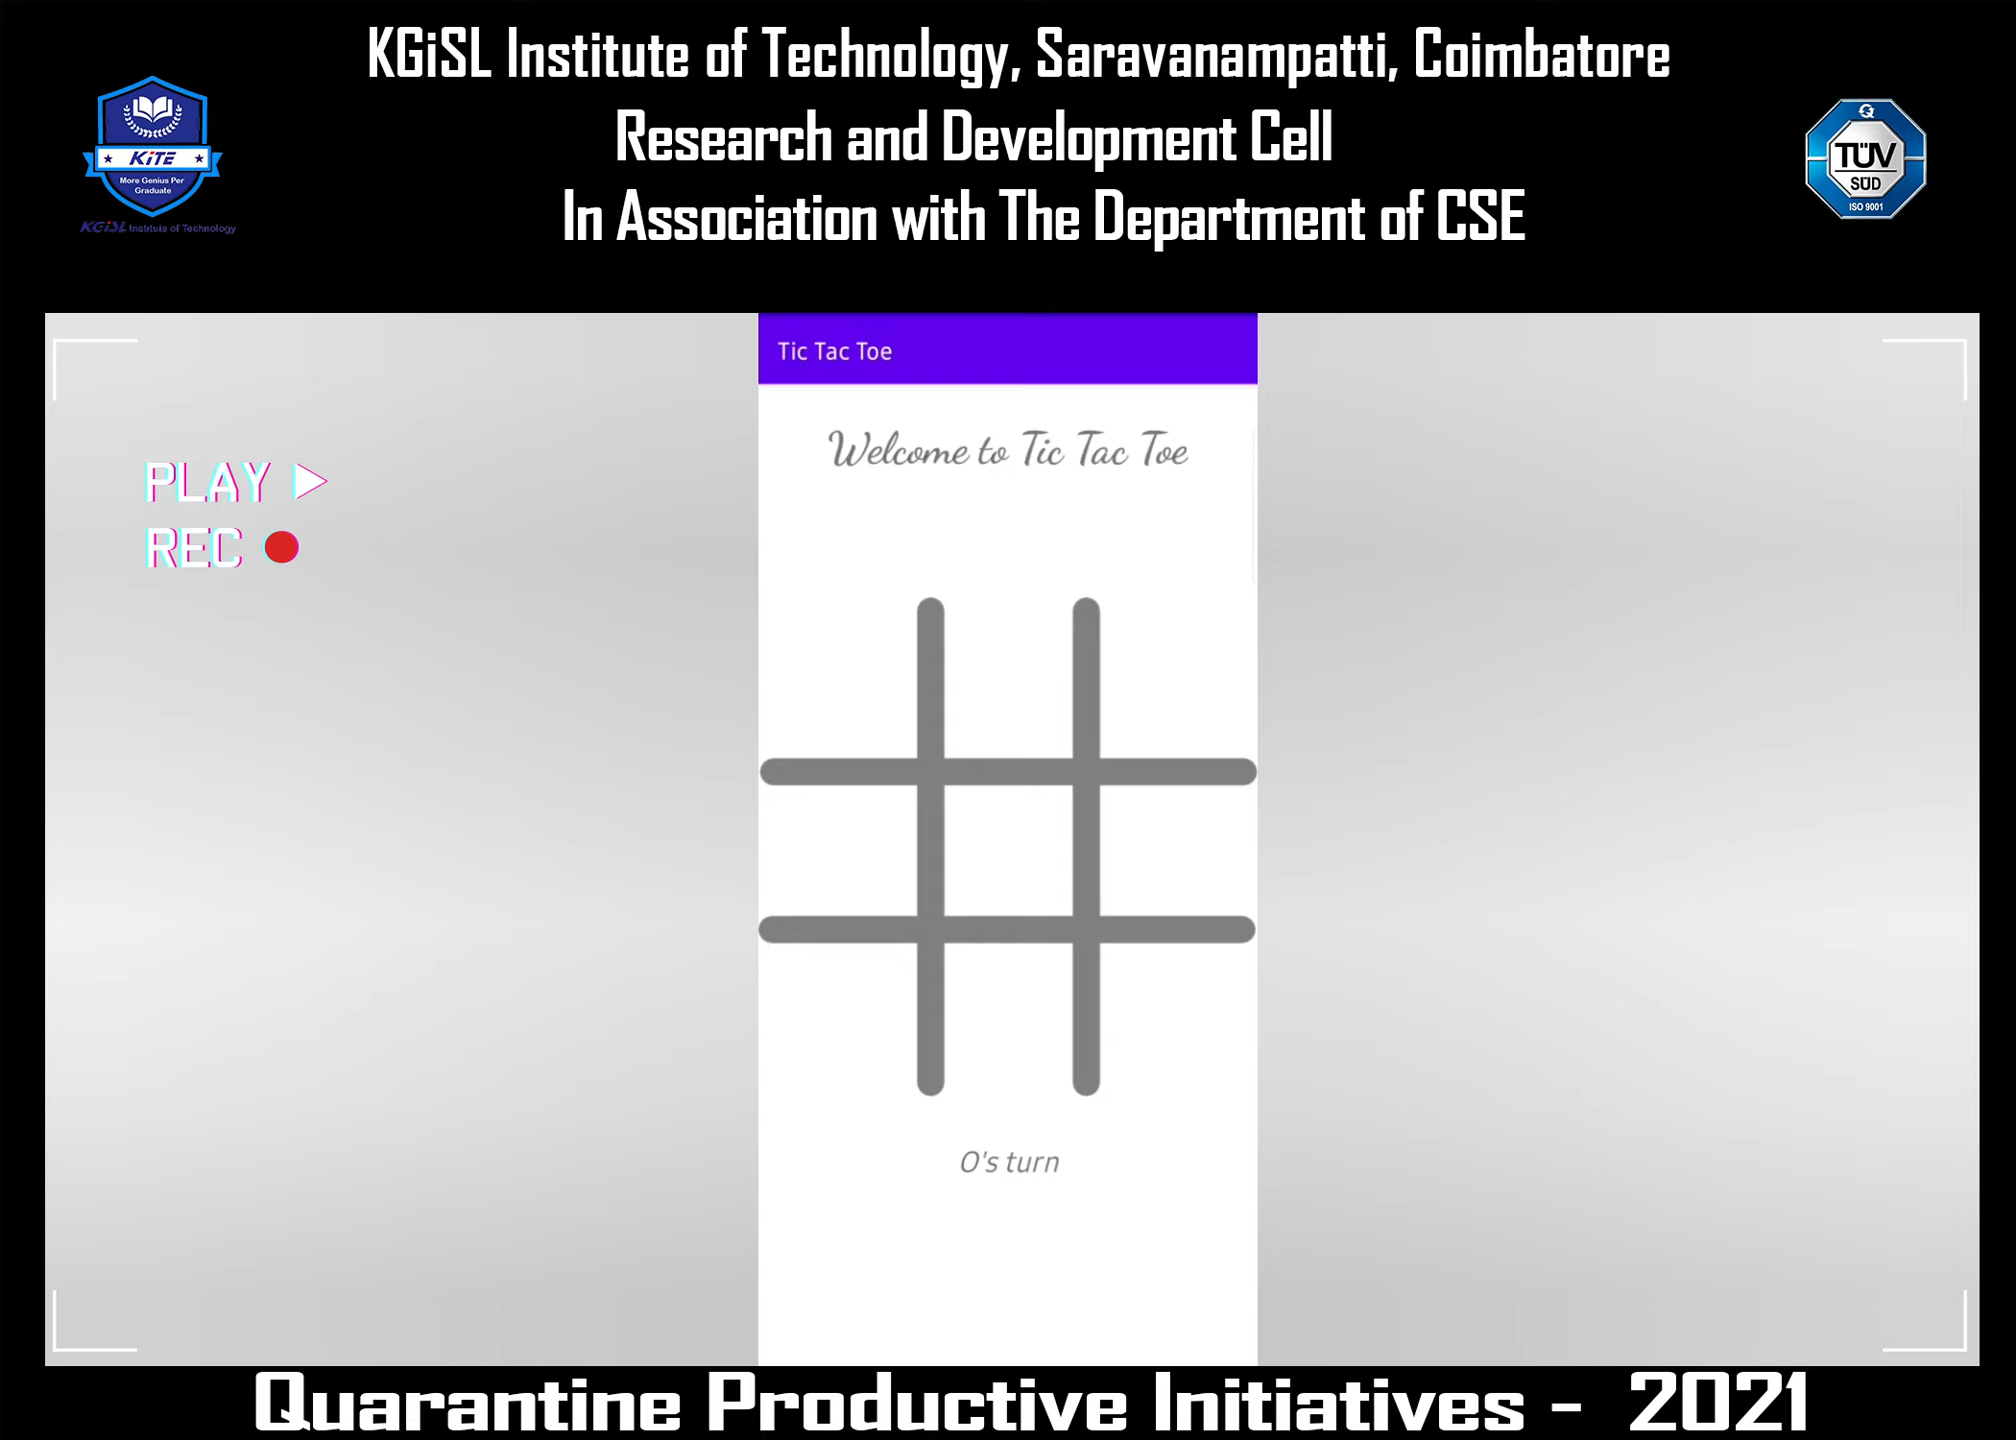 KGiSL Institute of Technology, Saravanampatti, Coimbatore
Research and Development Cell
In Association with The Department of CSE
KiTE
More Genius Per
Graduate
KGiSL Institute of Technology
TÜV
SÜD
ISO 9001
Tic Tac Toe
Welcome to Tic Tac Toe
PLAY
REC
O's turn
Quarantine Productive Initiatives - 2021